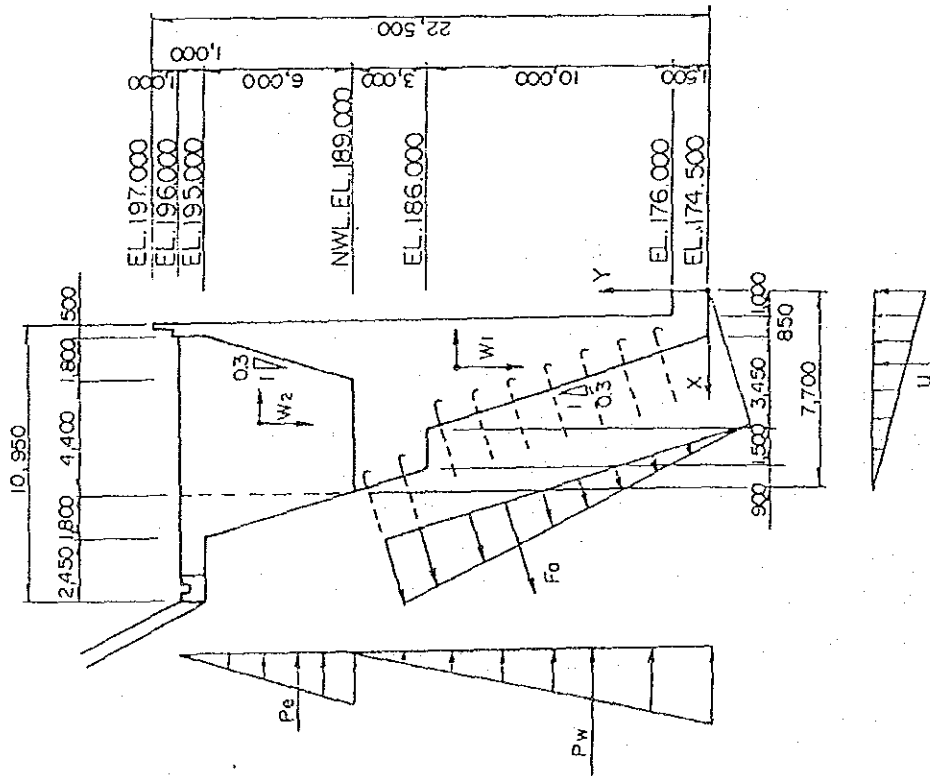 10,950
2,450
1,800
4,400
1,800
500
EL.197.000
EL.196.000
EL.195.000
NWL.EL.189.000
EL.186.000
EL.176.000
EL.174.500
1,000
1,000
6,000
3,000
10,000
1,500
22,500
0.3
1
W2
W1
Y
X
1
0.3
Fa
Pe
Pw
900
1,500
3,450
850
1,000
7,700
U